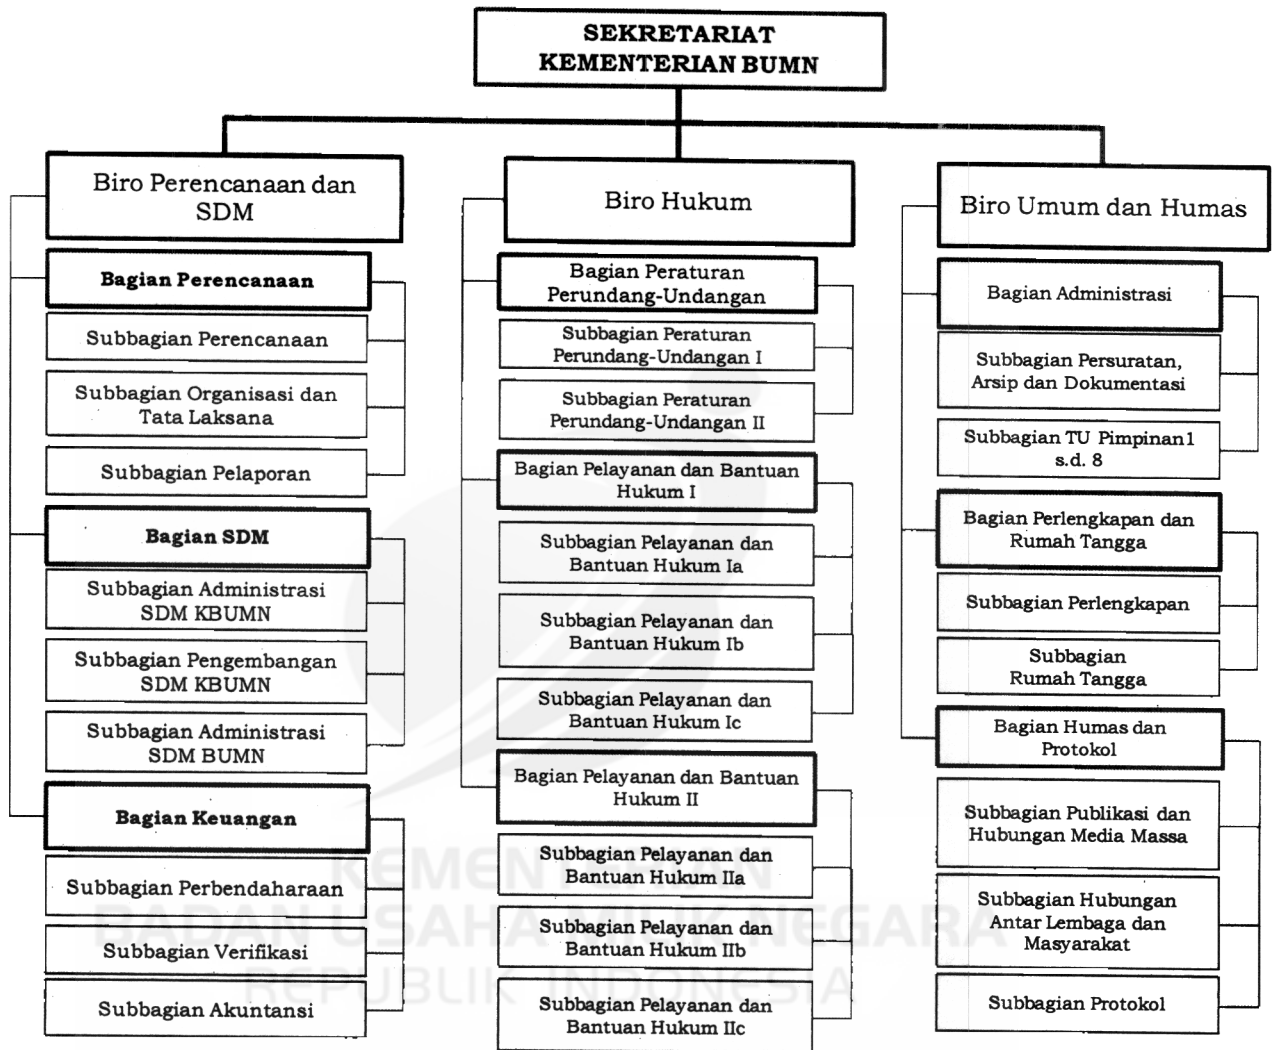 SEKRETARIAT
KEMENTERIAN BUMN
Biro Perencanaan dan
SDM
Bagian Perencanaan
Subbagian Perencanaan
Subbagian Organisasi dan
Tata Laksana
Subbagian Pelaporan
Bagian SDM
Subbagian Administrasi
SDM KBUMN
Subbagian Pengembangan
SDM KBUMN
Subbagian Administrasi
SDM BUMN
Bagian Keuangan
Subbagian Perbendaharaan
Subbagian Verifikasi
Subbagian Akuntansi
Biro Hukum
Bagian Peraturan
Perundang-Undangan
Subbagian Peraturan
Perundang-Undangan I
Subbagian Peraturan
Perundang-Undangan II
Bagian Pelayanan dan Bantuan
Hukum I
Subbagian Pelayanan dan
Bantuan Hukum Ia
Subbagian Pelayanan dan
Bantuan Hukum Ib
Subbagian Pelayanan dan
Bantuan Hukum Ic
Bagian Pelayanan dan Bantuan
Hukum II
Subbagian Pelayanan dan
Bantuan Hukum IIa
Subbagian Pelayanan dan
Bantuan Hukum IIb
Subbagian Pelayanan dan
Bantuan Hukum IIc
Biro Umum dan Humas
Bagian Administrasi
Subbagian Persuratan,
Arsip dan Dokumentasi
Subbagian TU Pimpinan1
s.d. 8
Bagian Perlengkapan dan
Rumah Tangga
Subbagian Perlengkapan
Subbagian
Rumah Tangga
Bagian Humas dan
Protokol
Subbagian Publikasi dan
Hubungan Media Massa
Subbagian Hubungan
Antar Lembaga dan
Masyarakat
Subbagian Protokol
KEMENTERIAN
BADAN USAHA MILIK NEGARA
REPUBLIK INDONESIA